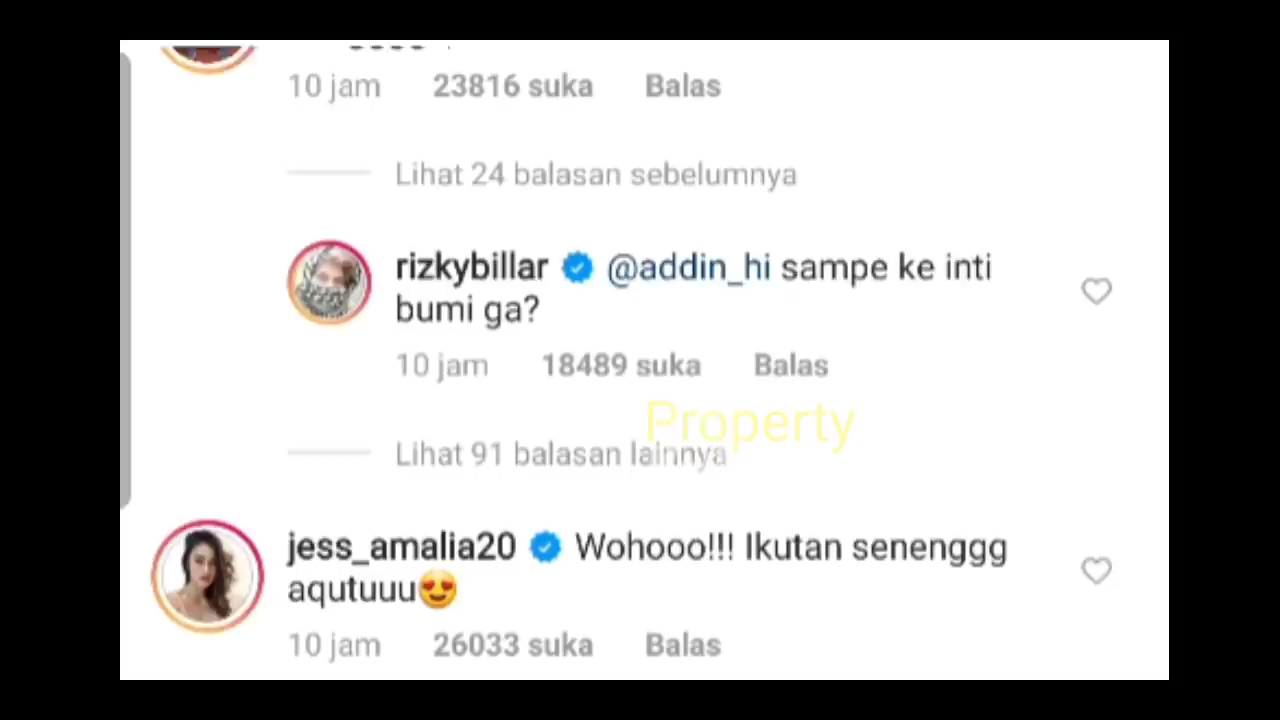 10 jam 23816 suka Balas
Lihat 24 balasan sebelumnya
rizkybillar @addin_hi sampe ke inti
bumi ga?
10 jam 18489 suka Balas
Property
Lihat 91 balasan lainnya
jess_amalia20 Wohooo!!! Ikutan senenggg
aqutuuu😍
10 jam 26033 suka Balas